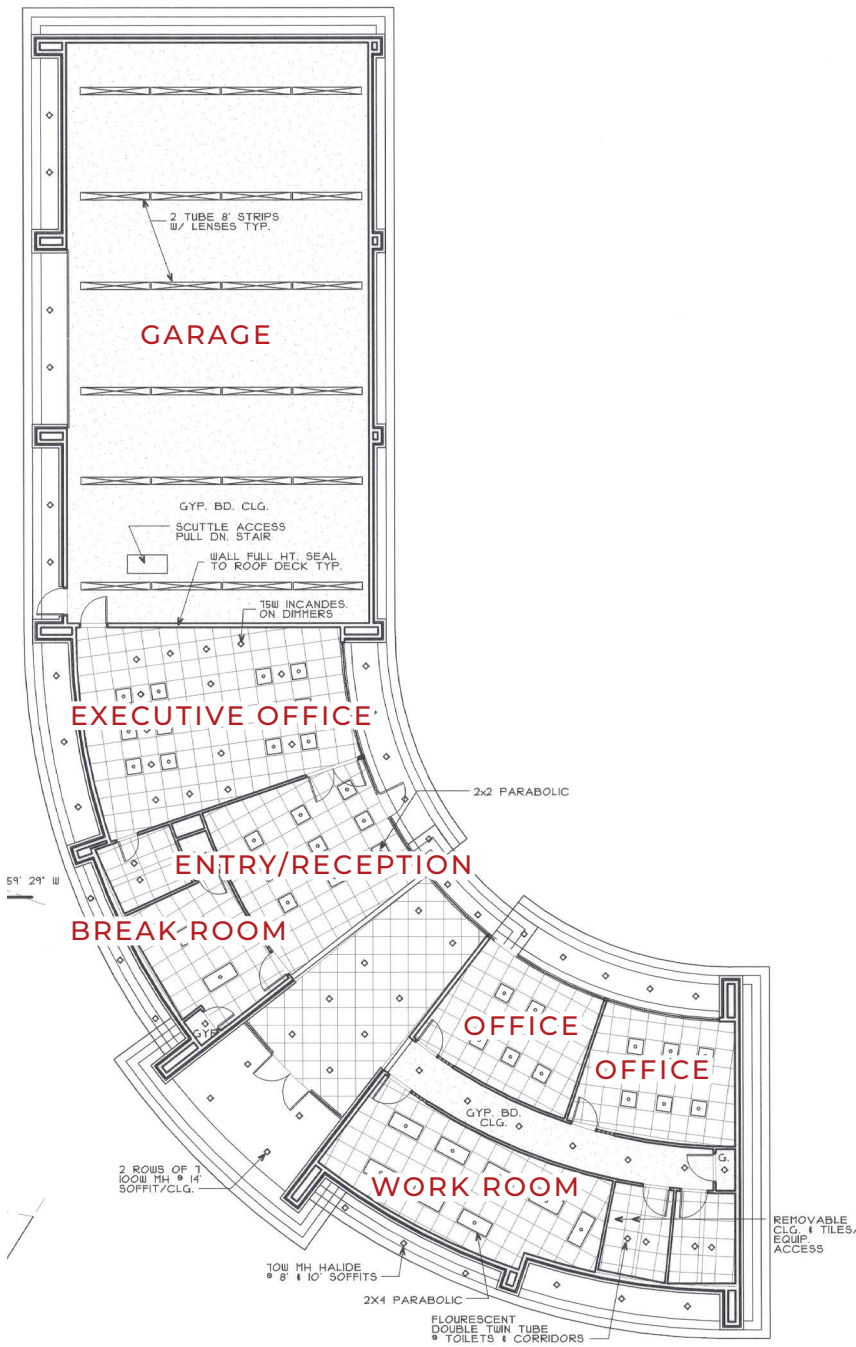 2 TUBE 8' STRIPS
W/ LENSES TYP.
GARAGE
GYP. BD. CLG.
SCUTTLE ACCESS
PULL DN. STAIR
WALL FULL HT. SEAL
TO ROOF DECK TYP.
75W INCANDES.
ON DIMMERS
EXECUTIVE OFFICE
2x2 PARABOLIC
ENTRY/RECEPTION
59' 29" W
BREAK ROOM
GYP
OFFICE
OFFICE
GYP. BD.
CLG.
G.
2 ROWS OF 7
100W MH @ 14'
SOFFIT/CLG.
WORK ROOM
REMOVABLE
CLG. & TILES/
EQUIP.
ACCESS
70W MH HALIDE
@ 8' & 10' SOFFITS
2X4 PARABOLIC
FLOURESCENT
DOUBLE TWIN TUBE
@ TOILETS & CORRIDORS